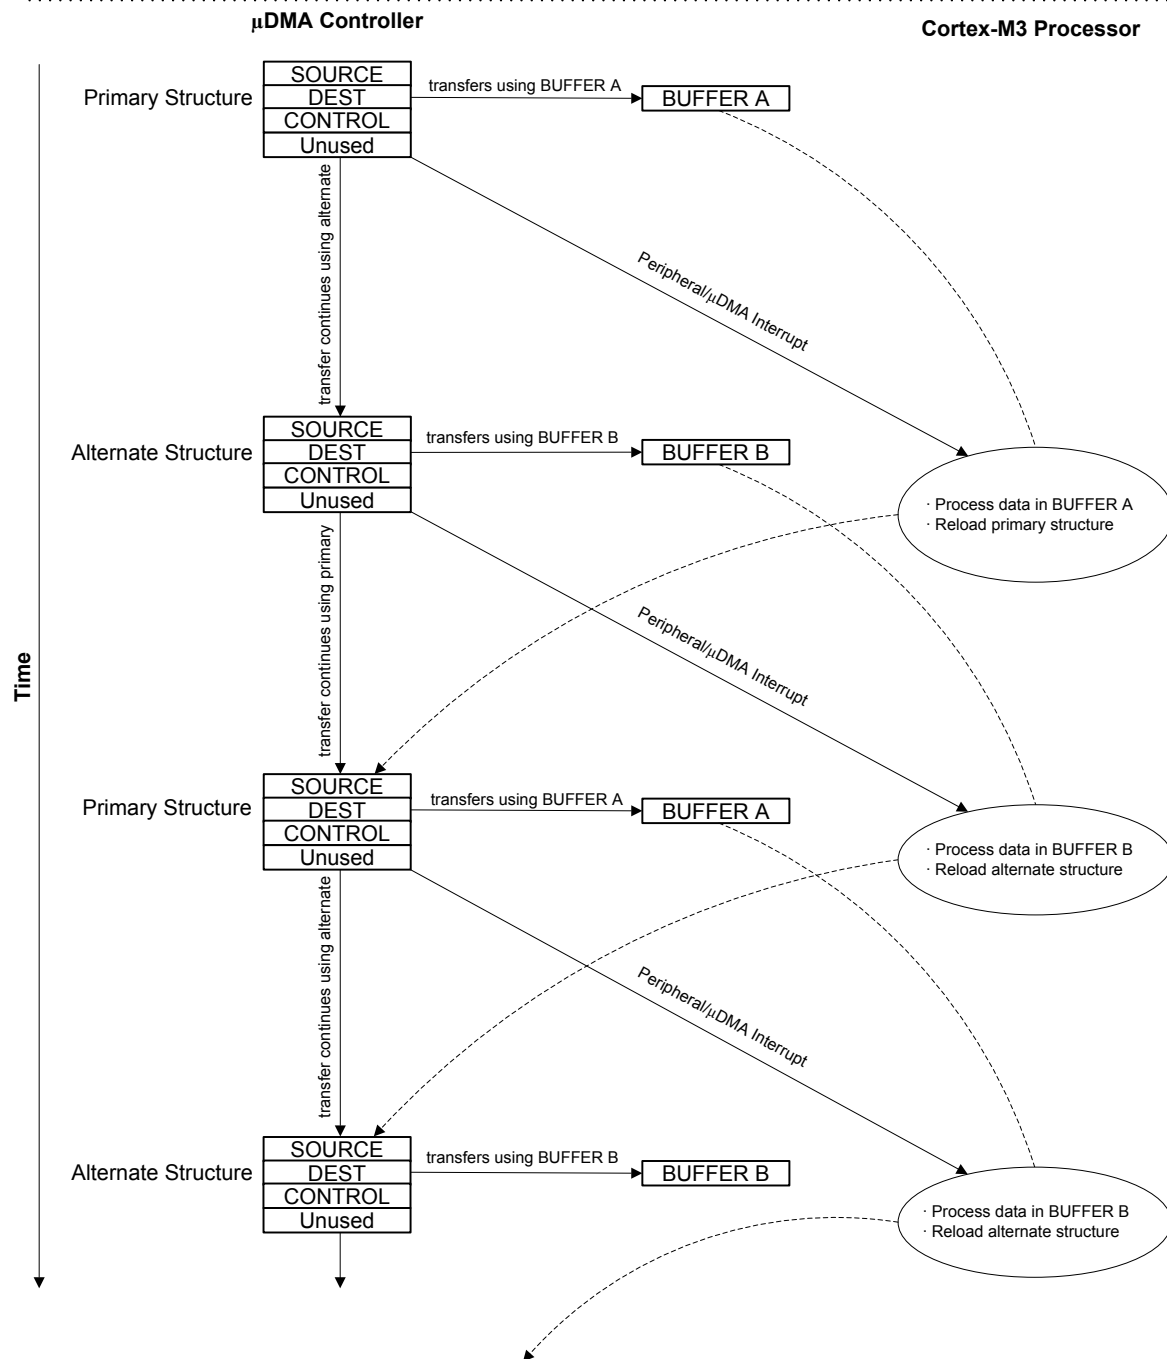 µDMA Controller
Cortex-M3 Processor
Primary Structure
SOURCE
DEST
CONTROL
Unused
transfers using BUFFER A
BUFFER A
transfer continues using alternate
Peripheral/µDMA Interrupt
Alternate Structure
SOURCE
DEST
CONTROL
Unused
transfers using BUFFER B
BUFFER B
· Process data in BUFFER A
· Reload primary structure
transfer continues using primary
Peripheral/µDMA Interrupt
Time
Primary Structure
SOURCE
DEST
CONTROL
Unused
transfers using BUFFER A
BUFFER A
· Process data in BUFFER B
· Reload alternate structure
transfer continues using alternate
Peripheral/µDMA Interrupt
Alternate Structure
SOURCE
DEST
CONTROL
Unused
transfers using BUFFER B
BUFFER B
· Process data in BUFFER B
· Reload alternate structure